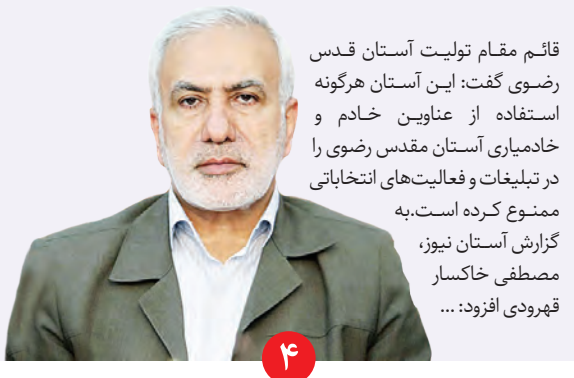 قائم مقام تولیت آستان قدس
رضوی گفت: این آستان هرگونه
استفاده از عناوین خادم و
خادمیاری آستان مقدس رضوی را
در تبلیغات و فعالیت‌های انتخاباتی
ممنوع کرده است.به
گزارش آستان نیوز،
مصطفی خاکسار
قهرودی افزود: ...
۴